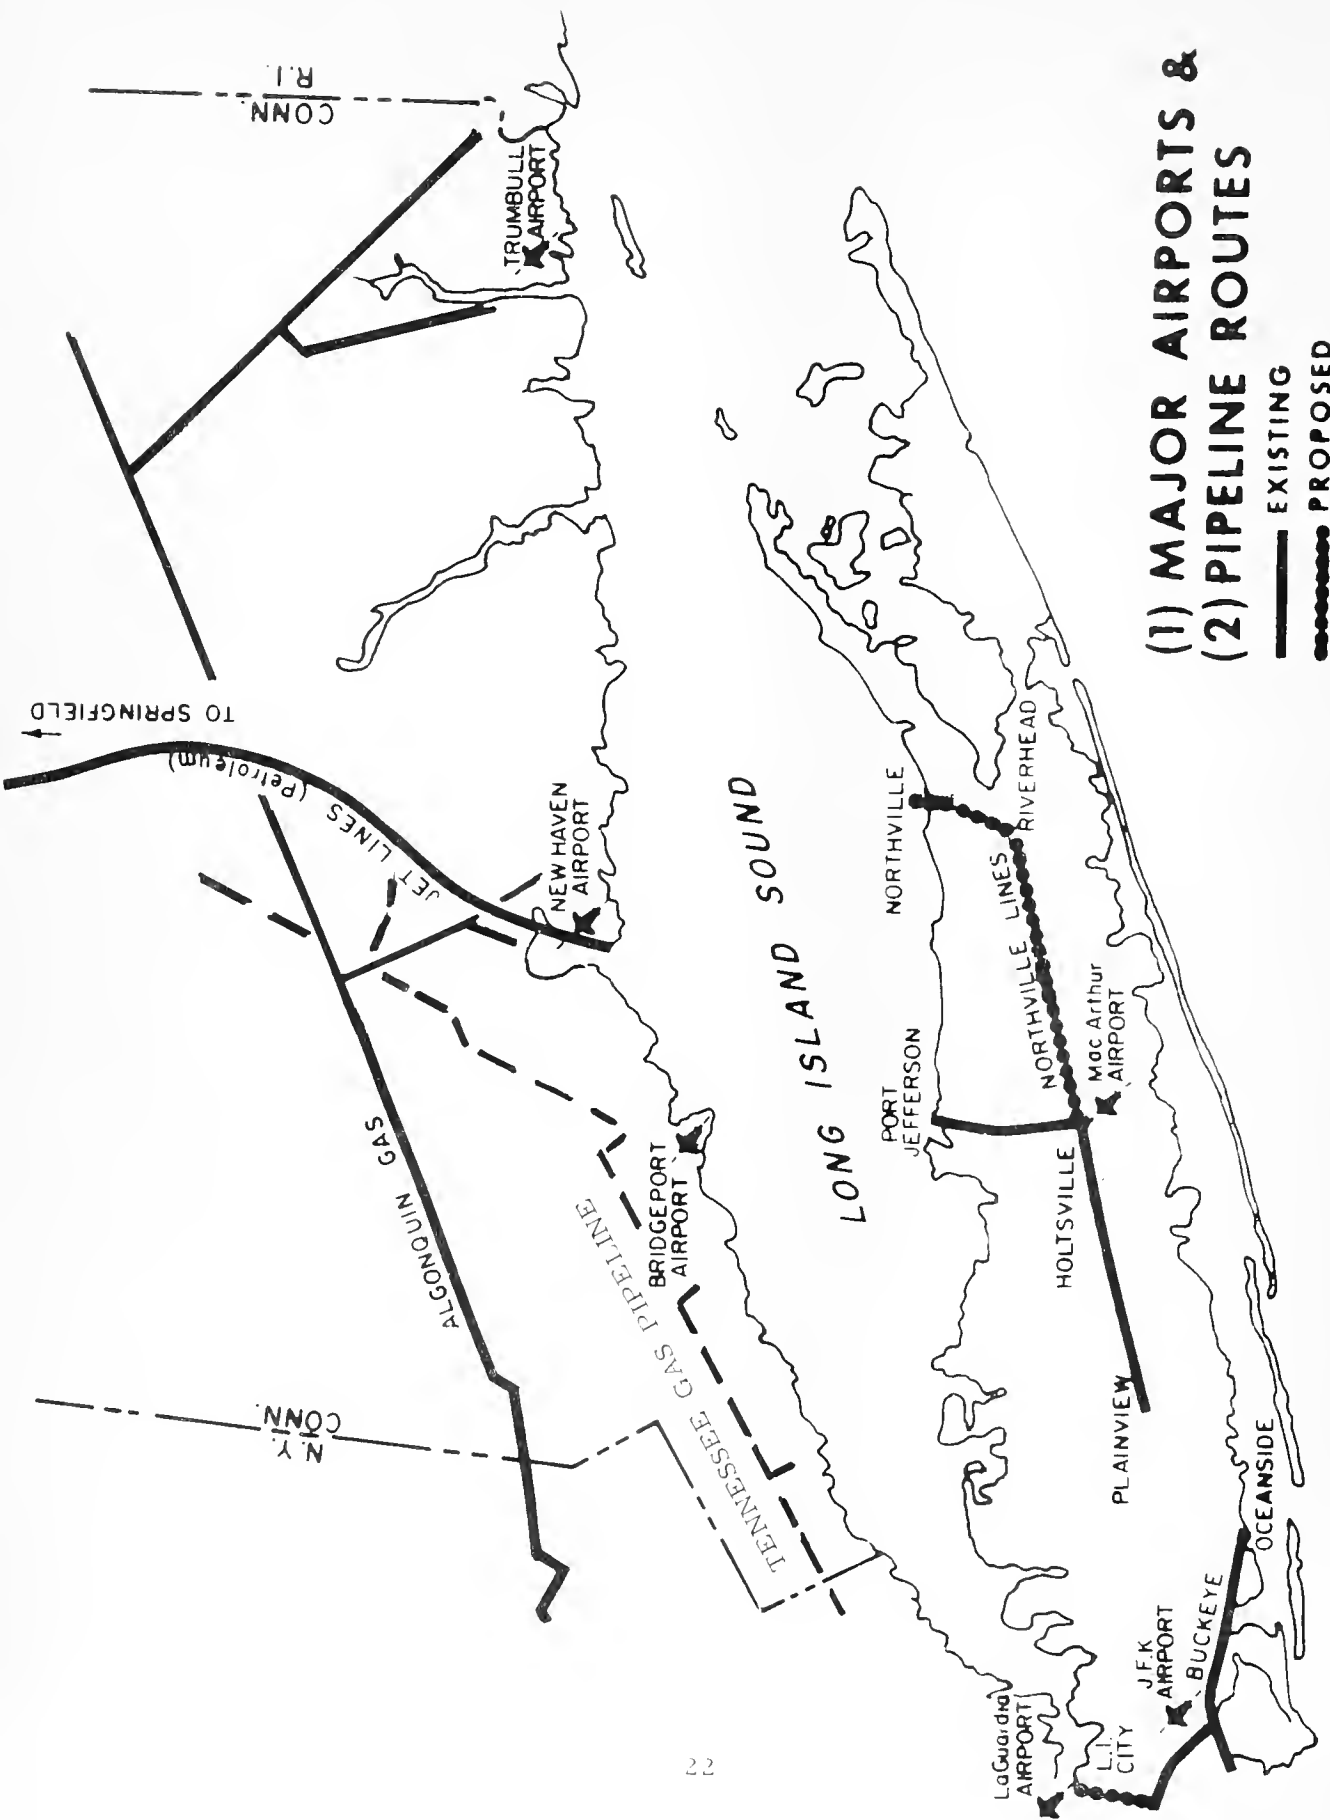 CONN.
R.I.
TRUMBULL
AIRPORT
TO SPRINGFIELD
JET LINES (Petroleum)
NEW HAVEN
AIRPORT
ALGONQUIN GAS
N.Y.
CONN.
BRIDGEPORT
AIRPORT
TENNESSEE GAS PIPELINE
LONG ISLAND SOUND
NORTHVILLE
RIVERHEAD
NORTHVILLE LINES
PORT
JEFFERSON
Mac Arthur
AIRPORT
HOLTSVILLE
PLAINVIEW
OCEANSIDE
BUCKEYE
J.F.K
AIRPORT
LaGuardia
AIRPORT
L.I.
CITY
(1) MAJOR AIRPORTS &
(2) PIPELINE ROUTES
EXISTING
PROPOSED
22